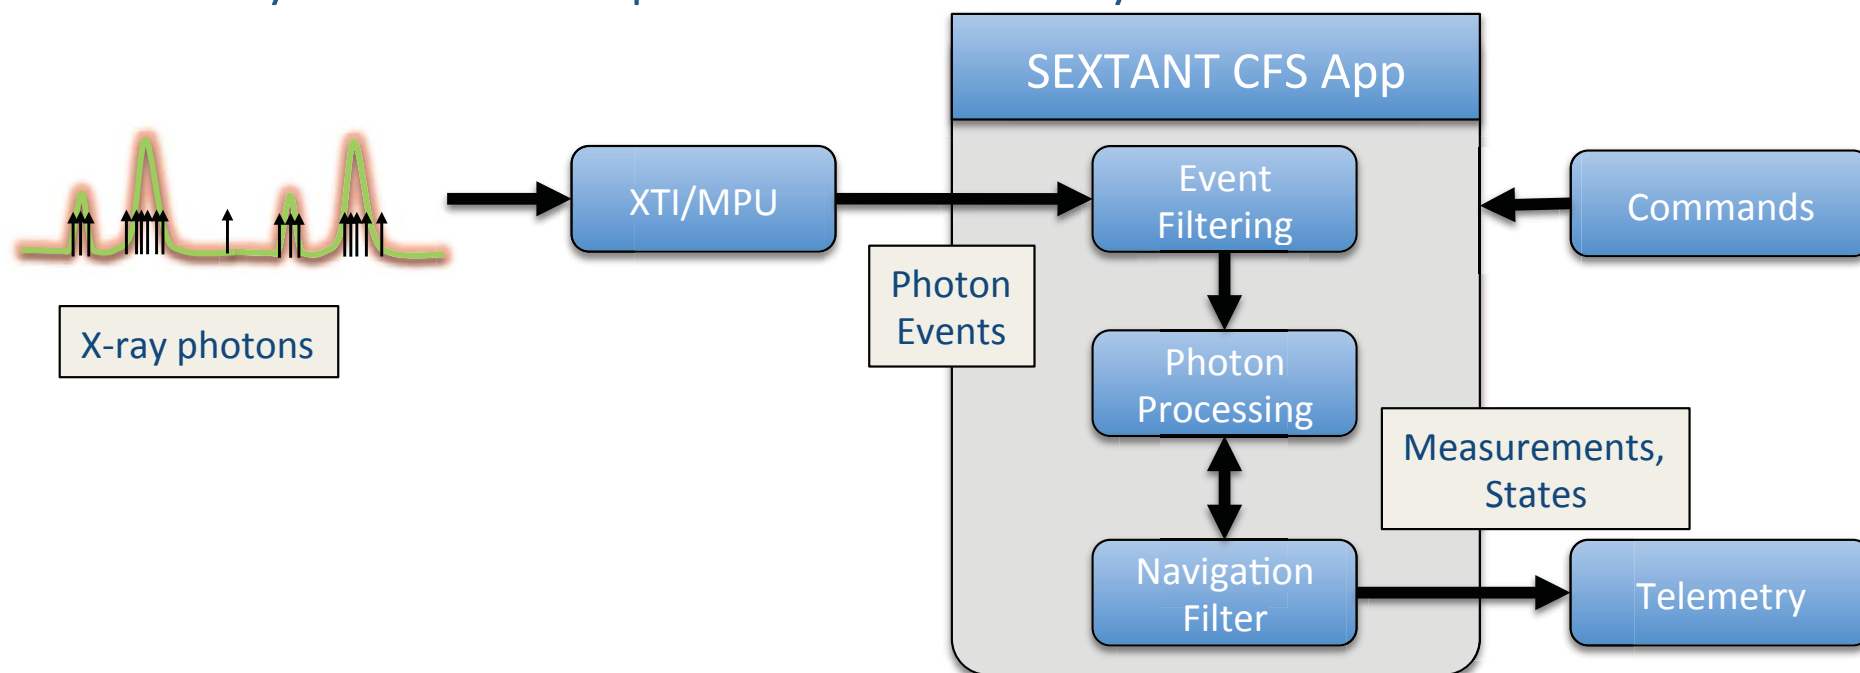 SEXTANT CFS App
XTI/MPU
Event
Filtering
Commands
Photon
Events
X-ray photons
Photon
Processing
Measurements,
States
Navigation
Filter
Telemetry